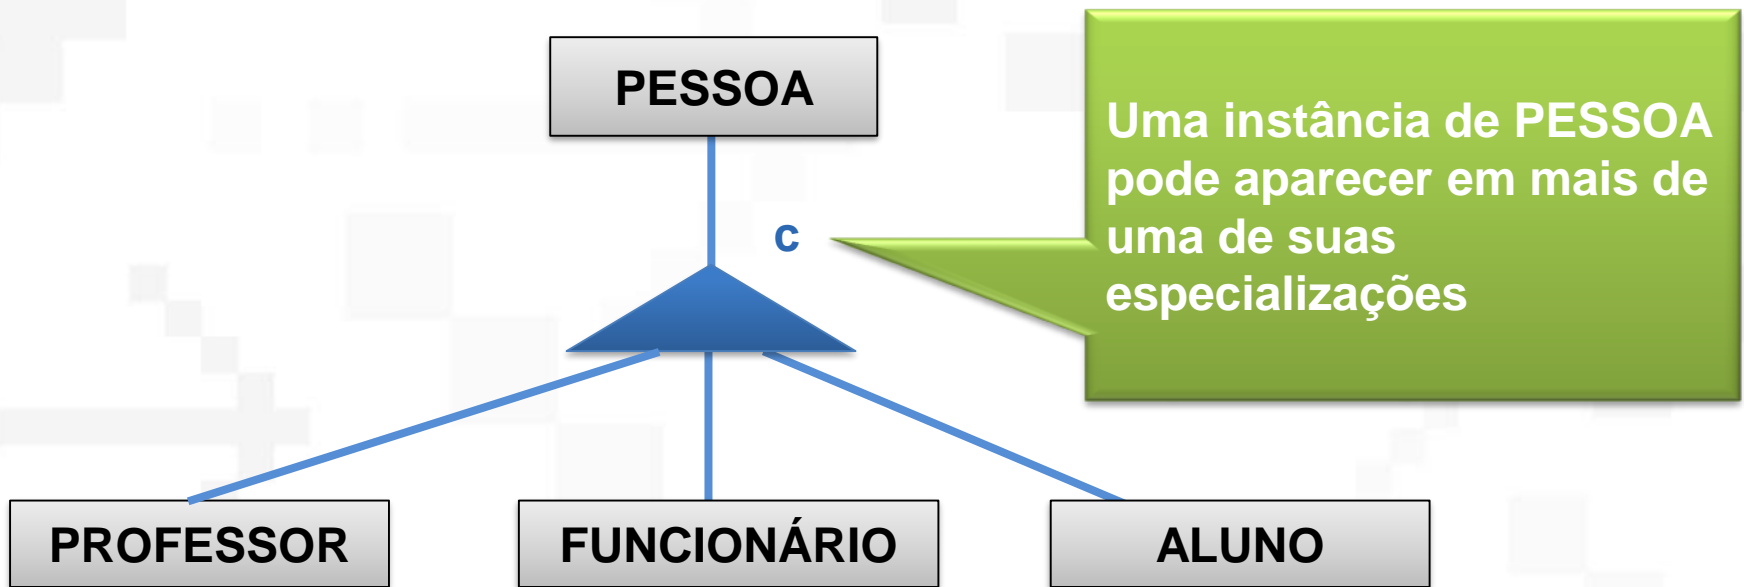 PESSOA
Uma instância de PESSOA
pode aparecer em mais de
uma de suas
especializações
c
PROFESSOR
FUNCIONÁRIO
ALUNO